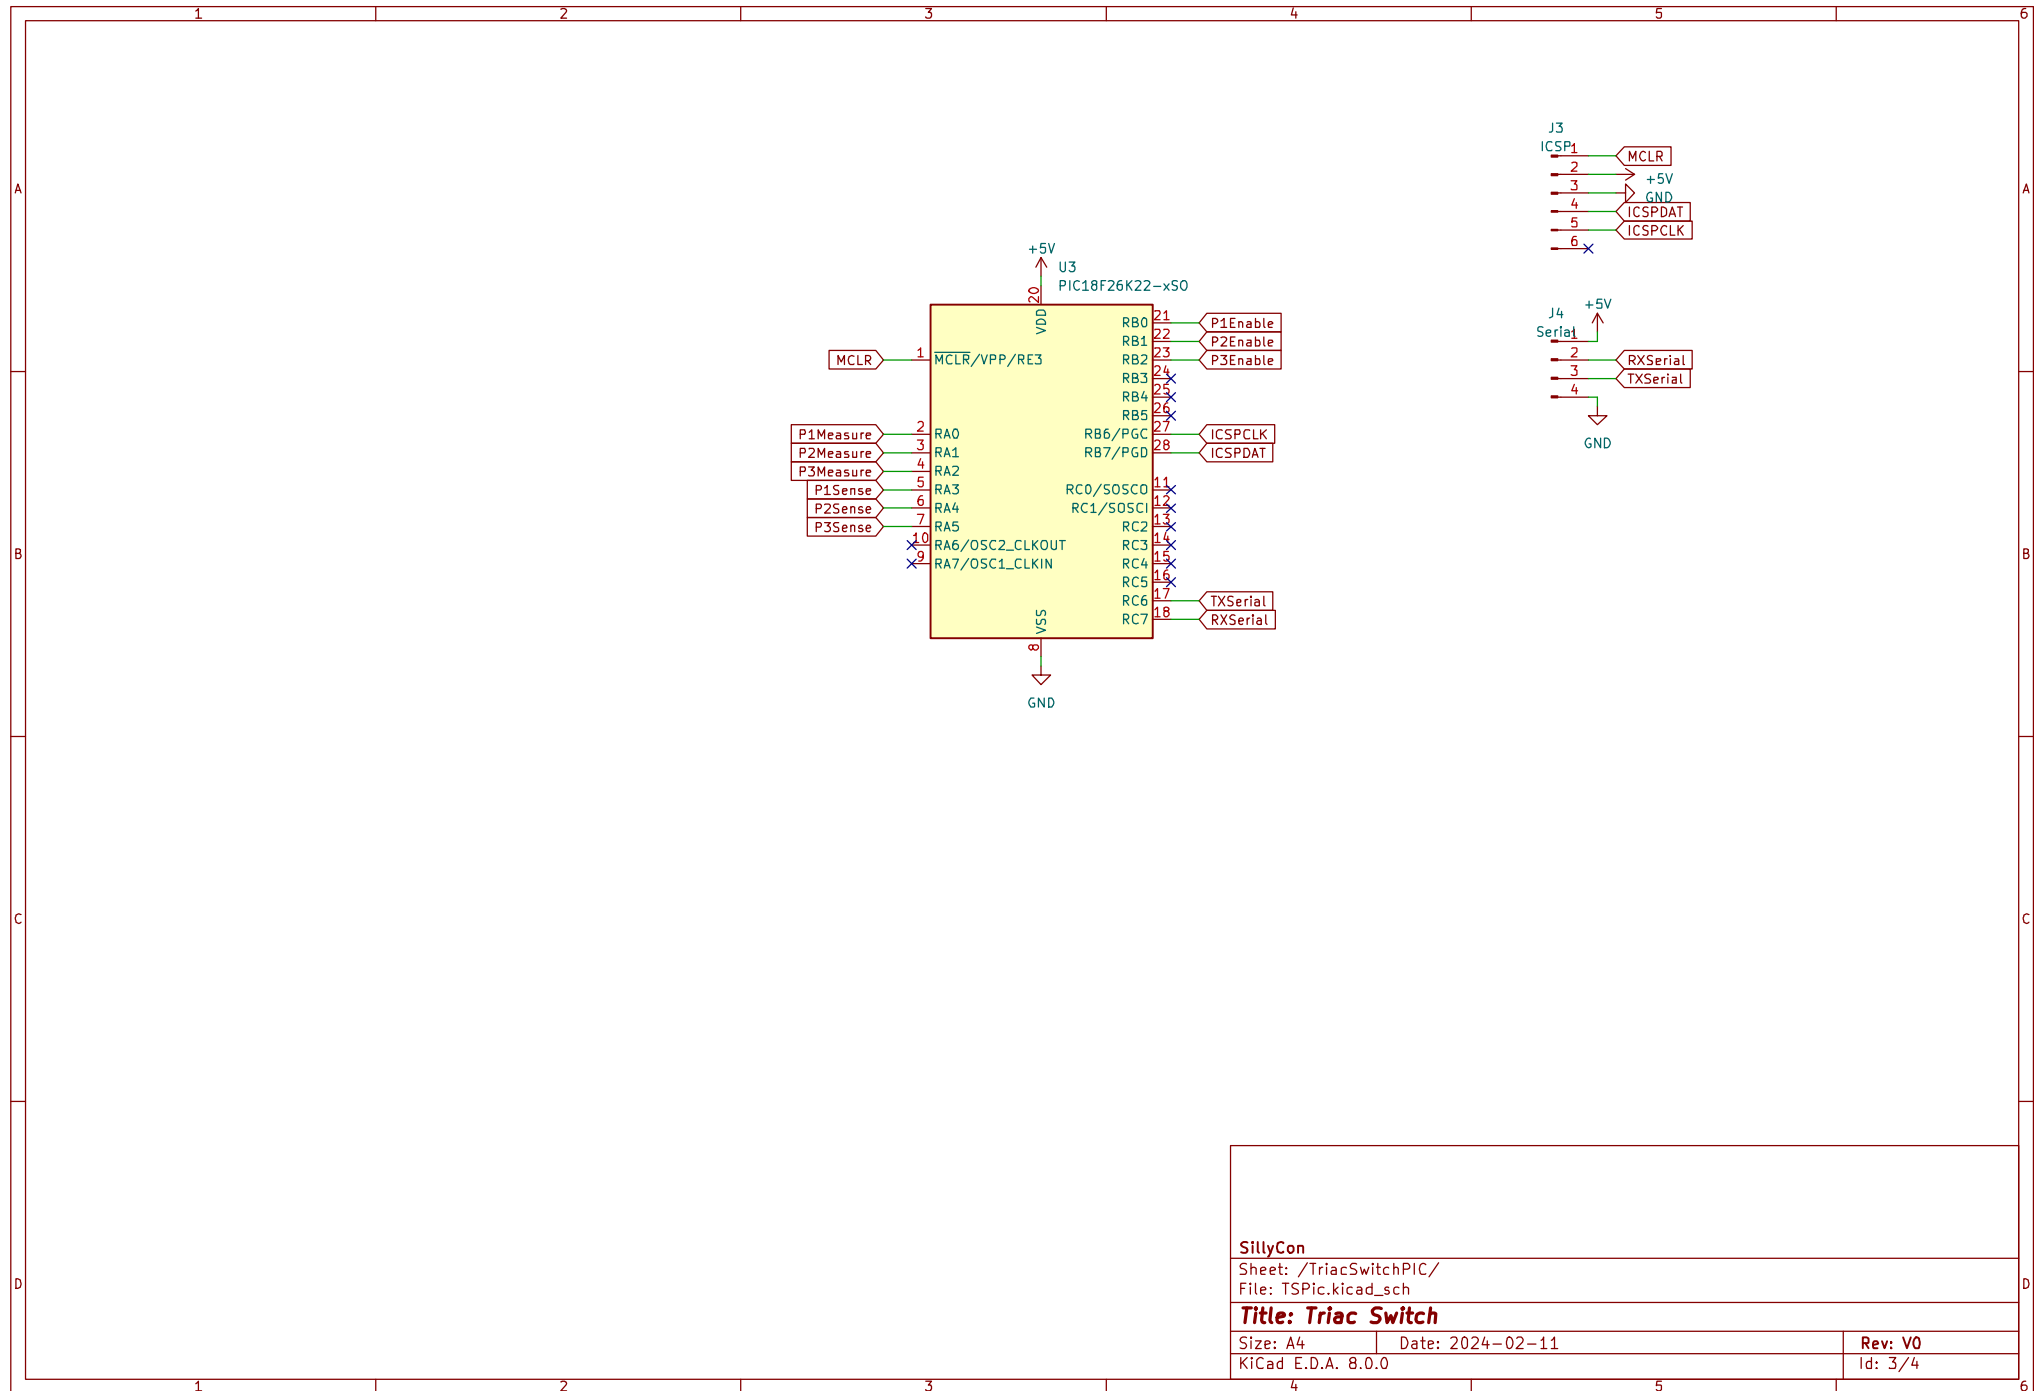 1 2 3 4 5 6
J3
ICSP
1 MCLR
2 +5V
3 GND
4 ICSPDAT
5 ICSPCLK
6
A A
+5V
U3
PIC18F26K22-xSO
20
VDD
MCLR 1 MCLR/VPP/RE3
P1Measure 2 RA0
P2Measure 3 RA1
P3Measure 4 RA2
P1Sense 5 RA3
P2Sense 6 RA4
P3Sense 7 RA5
10 RA6/OSC2_CLKOUT
9 RA7/OSC1_CLKIN
RB0 21 P1Enable
RB1 22 P2Enable
RB2 23 P3Enable
RB3 24
RB4 25
RB5 26
RB6/PGC 27 ICSPCLK
RB7/PGD 28 ICSPDAT
RC0/SOSCO 11
RC1/SOSCI 12
RC2 13
RC3 14
RC4 15
RC5 16
RC6 17 TXSerial
RC7 18 RXSerial
VSS
8
GND
+5V
J4
Serial
1
2 RXSerial
3 TXSerial
4
GND
B B
C C
D D
SillyCon
Sheet: /TriacSwitchPIC/
File: TSPic.kicad_sch
Title: Triac Switch
Size: A4 Date: 2024-02-11 Rev: V0
KiCad E.D.A. 8.0.0 Id: 3/4
1 2 3 4 5 6